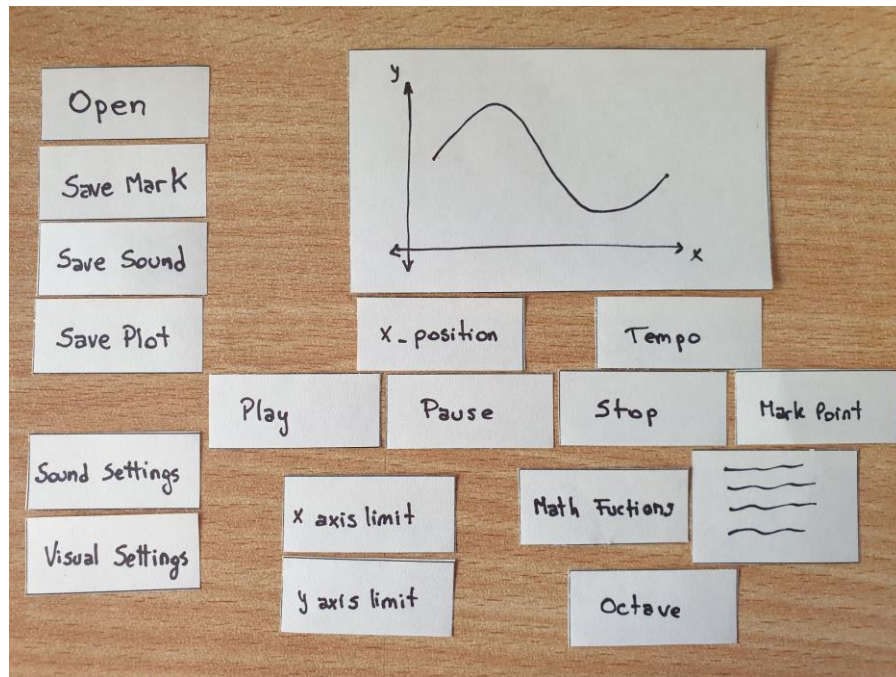 Open
Save Mark
Save Sound
Save Plot
y
x
x_position
Tempo
Play
Pause
Stop
Mark Point
Sound Settings
Visual Settings
x axis limit
y axis limit
Math Fuctions
Octave